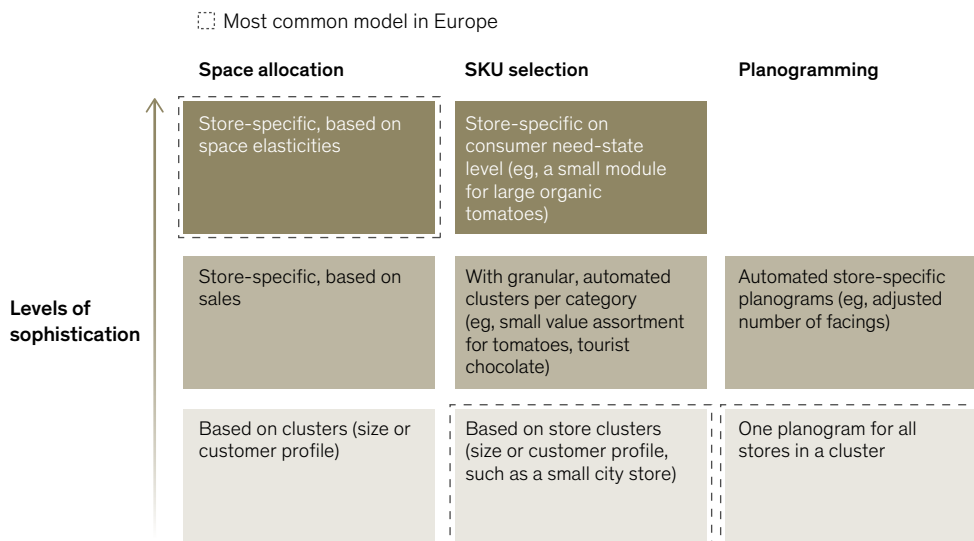 Most common model in Europe
Space allocation
SKU selection
Planogramming
Levels of
sophistication
Store-specific, based on
space elasticities
Store-specific on
consumer need-state
level (eg, a small module
for large organic
tomatoes)
Store-specific, based on
sales
With granular, automated
clusters per category
(eg, small value assortment
for tomatoes, tourist
chocolate)
Automated store-specific
planograms (eg, adjusted
number of facings)
Based on clusters (size or
customer profile)
Based on store clusters
(size or customer profile,
such as a small city store)
One planogram for all
stores in a cluster